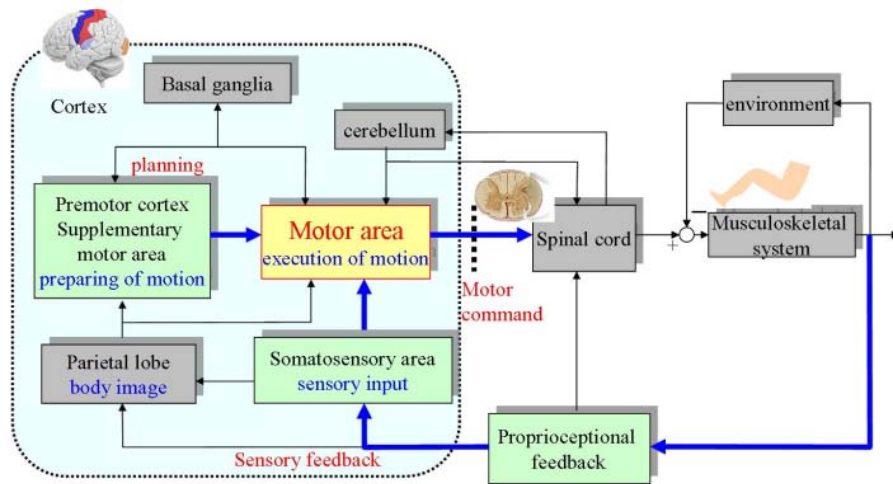 Cortex
Basal ganglia
cerebellum
environment
planning
Premotor cortex
Supplementary
motor area
preparing of motion
Motor area
execution of motion
Spinal cord
−
+
Musculoskeletal
system
Motor
command
Parietal lobe
body image
Somatosensory area
sensory input
Proprioceptional
feedback
Sensory feedback